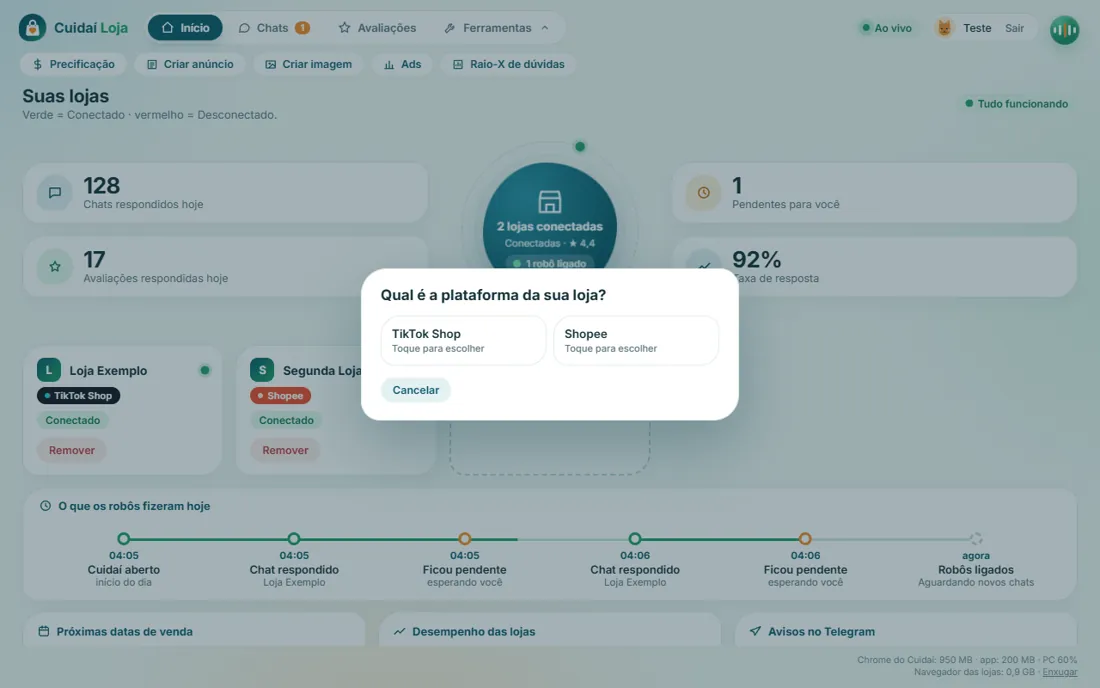 Cuidaí Loja
Início
Chats
1
Avaliações
Ferramentas
Ao vivo
Teste
Sair
Precificação
Criar anúncio
Criar imagem
Ads
Raio-X de dúvidas
Suas lojas
Verde = Conectado · vermelho = Desconectado.
Tudo funcionando
128
Chats respondidos hoje
17
Avaliações respondidas hoje
2 lojas conectadas
Conectadas · ★ 4,4
1 robô ligado
1
Pendentes para você
92%
Taxa de resposta
Qual é a plataforma da sua loja?
TikTok Shop
Toque para escolher
Shopee
Toque para escolher
Cancelar
L
Loja Exemplo
TikTok Shop
Conectado
Remover
S
Segunda Loja
Shopee
Conectado
Remover
O que os robôs fizeram hoje
04:05
Cuidaí aberto
início do dia
04:05
Chat respondido
Loja Exemplo
04:05
Ficou pendente
esperando você
04:06
Chat respondido
Loja Exemplo
04:06
Ficou pendente
esperando você
agora
Robôs ligados
Aguardando novos chats
Próximas datas de venda
Desempenho das lojas
Avisos no Telegram
Chrome do Cuidaí: 950 MB · app: 200 MB · PC 60%
Navegador das lojas: 0,9 GB · Enxugar